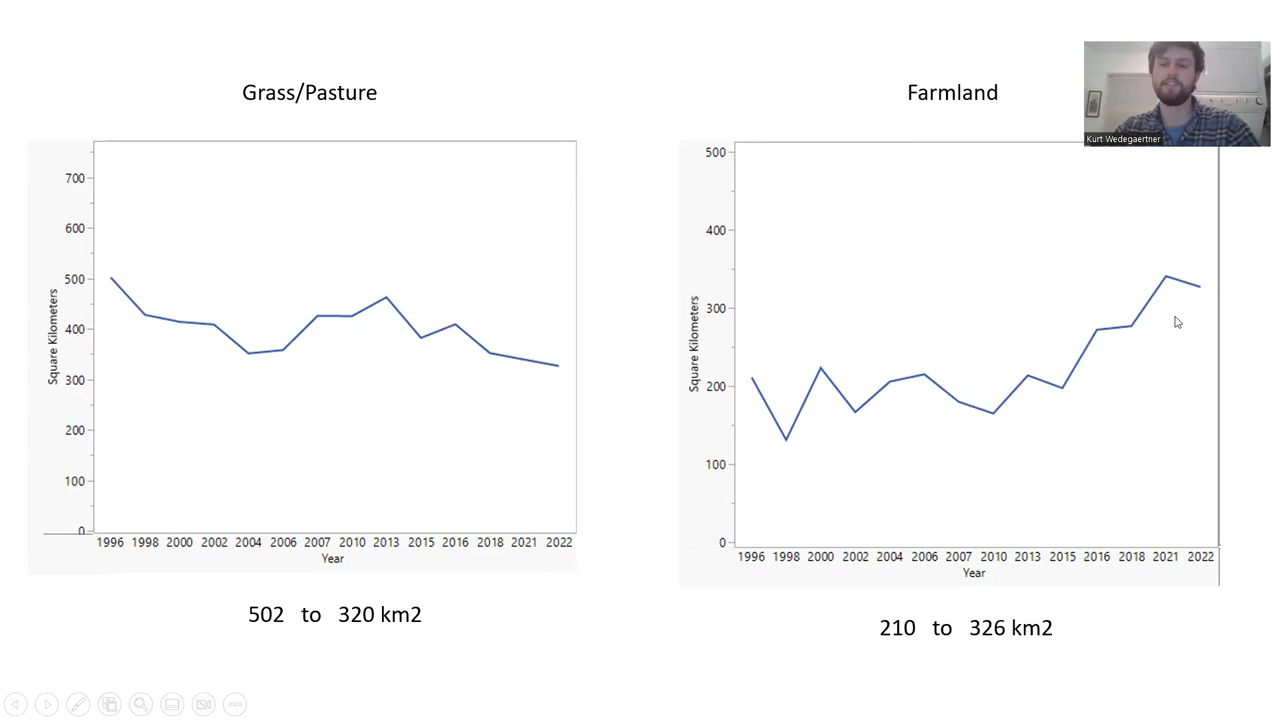 Grass/Pasture
Square Kilometers
700
600
500
400
300
200
100
0
1996 1998 2000 2002 2004 2006 2007 2010 2013 2015 2016 2018 2021 2022
Year
502 to 320 km2
Farmland
Kurt Wedegaertner
Square Kilometers
500
400
300
200
100
0
1996 1998 2000 2002 2004 2006 2007 2010 2013 2015 2016 2018 2021 2022
Year
210 to 326 km2